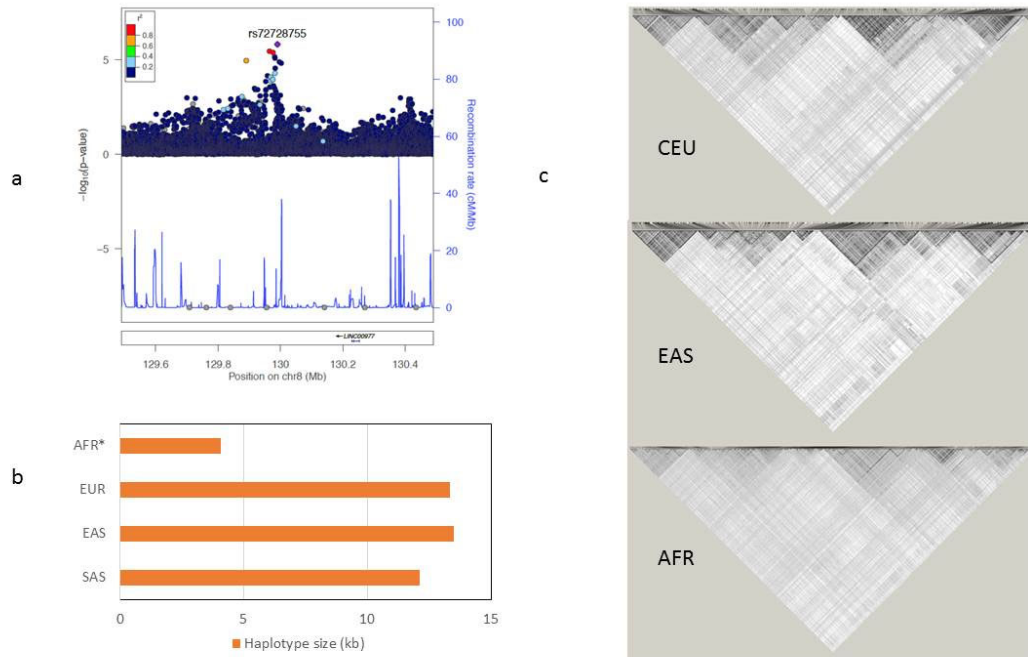 a
r²
0.8
0.6
0.4
0.2
rs72728755
5
0
−5
−log₁₀(p−value)
100
80
60
40
20
0
Recombination rate (cM/Mb)
←LINC00977
129.6 129.8 130 130.2 130.4
Position on chr8 (Mb)
b
AFR*
EUR
EAS
SAS
0 5 10 15
Haplotype size (kb)
c
CEU
EAS
AFR